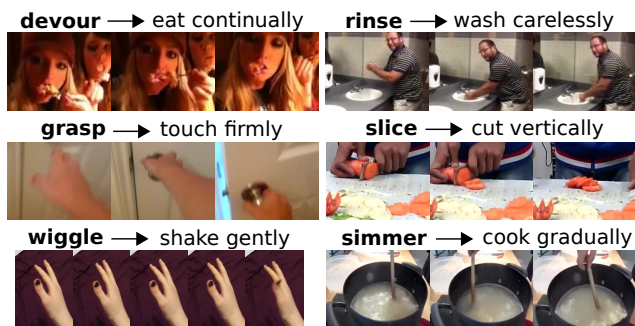 devour → eat continually
rinse → wash carelessly
grasp → touch firmly
slice → cut vertically
wiggle → shake gently
simmer → cook gradually